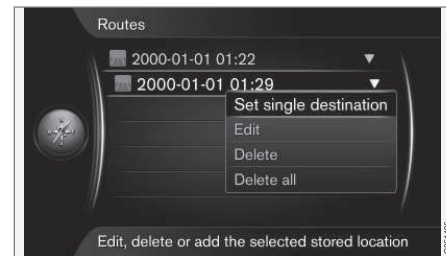 Routes
2000-01-01 01:22
2000-01-01 01:29
Set single destination
Edit
Delete
Delete all
Edit, delete or add the selected stored location